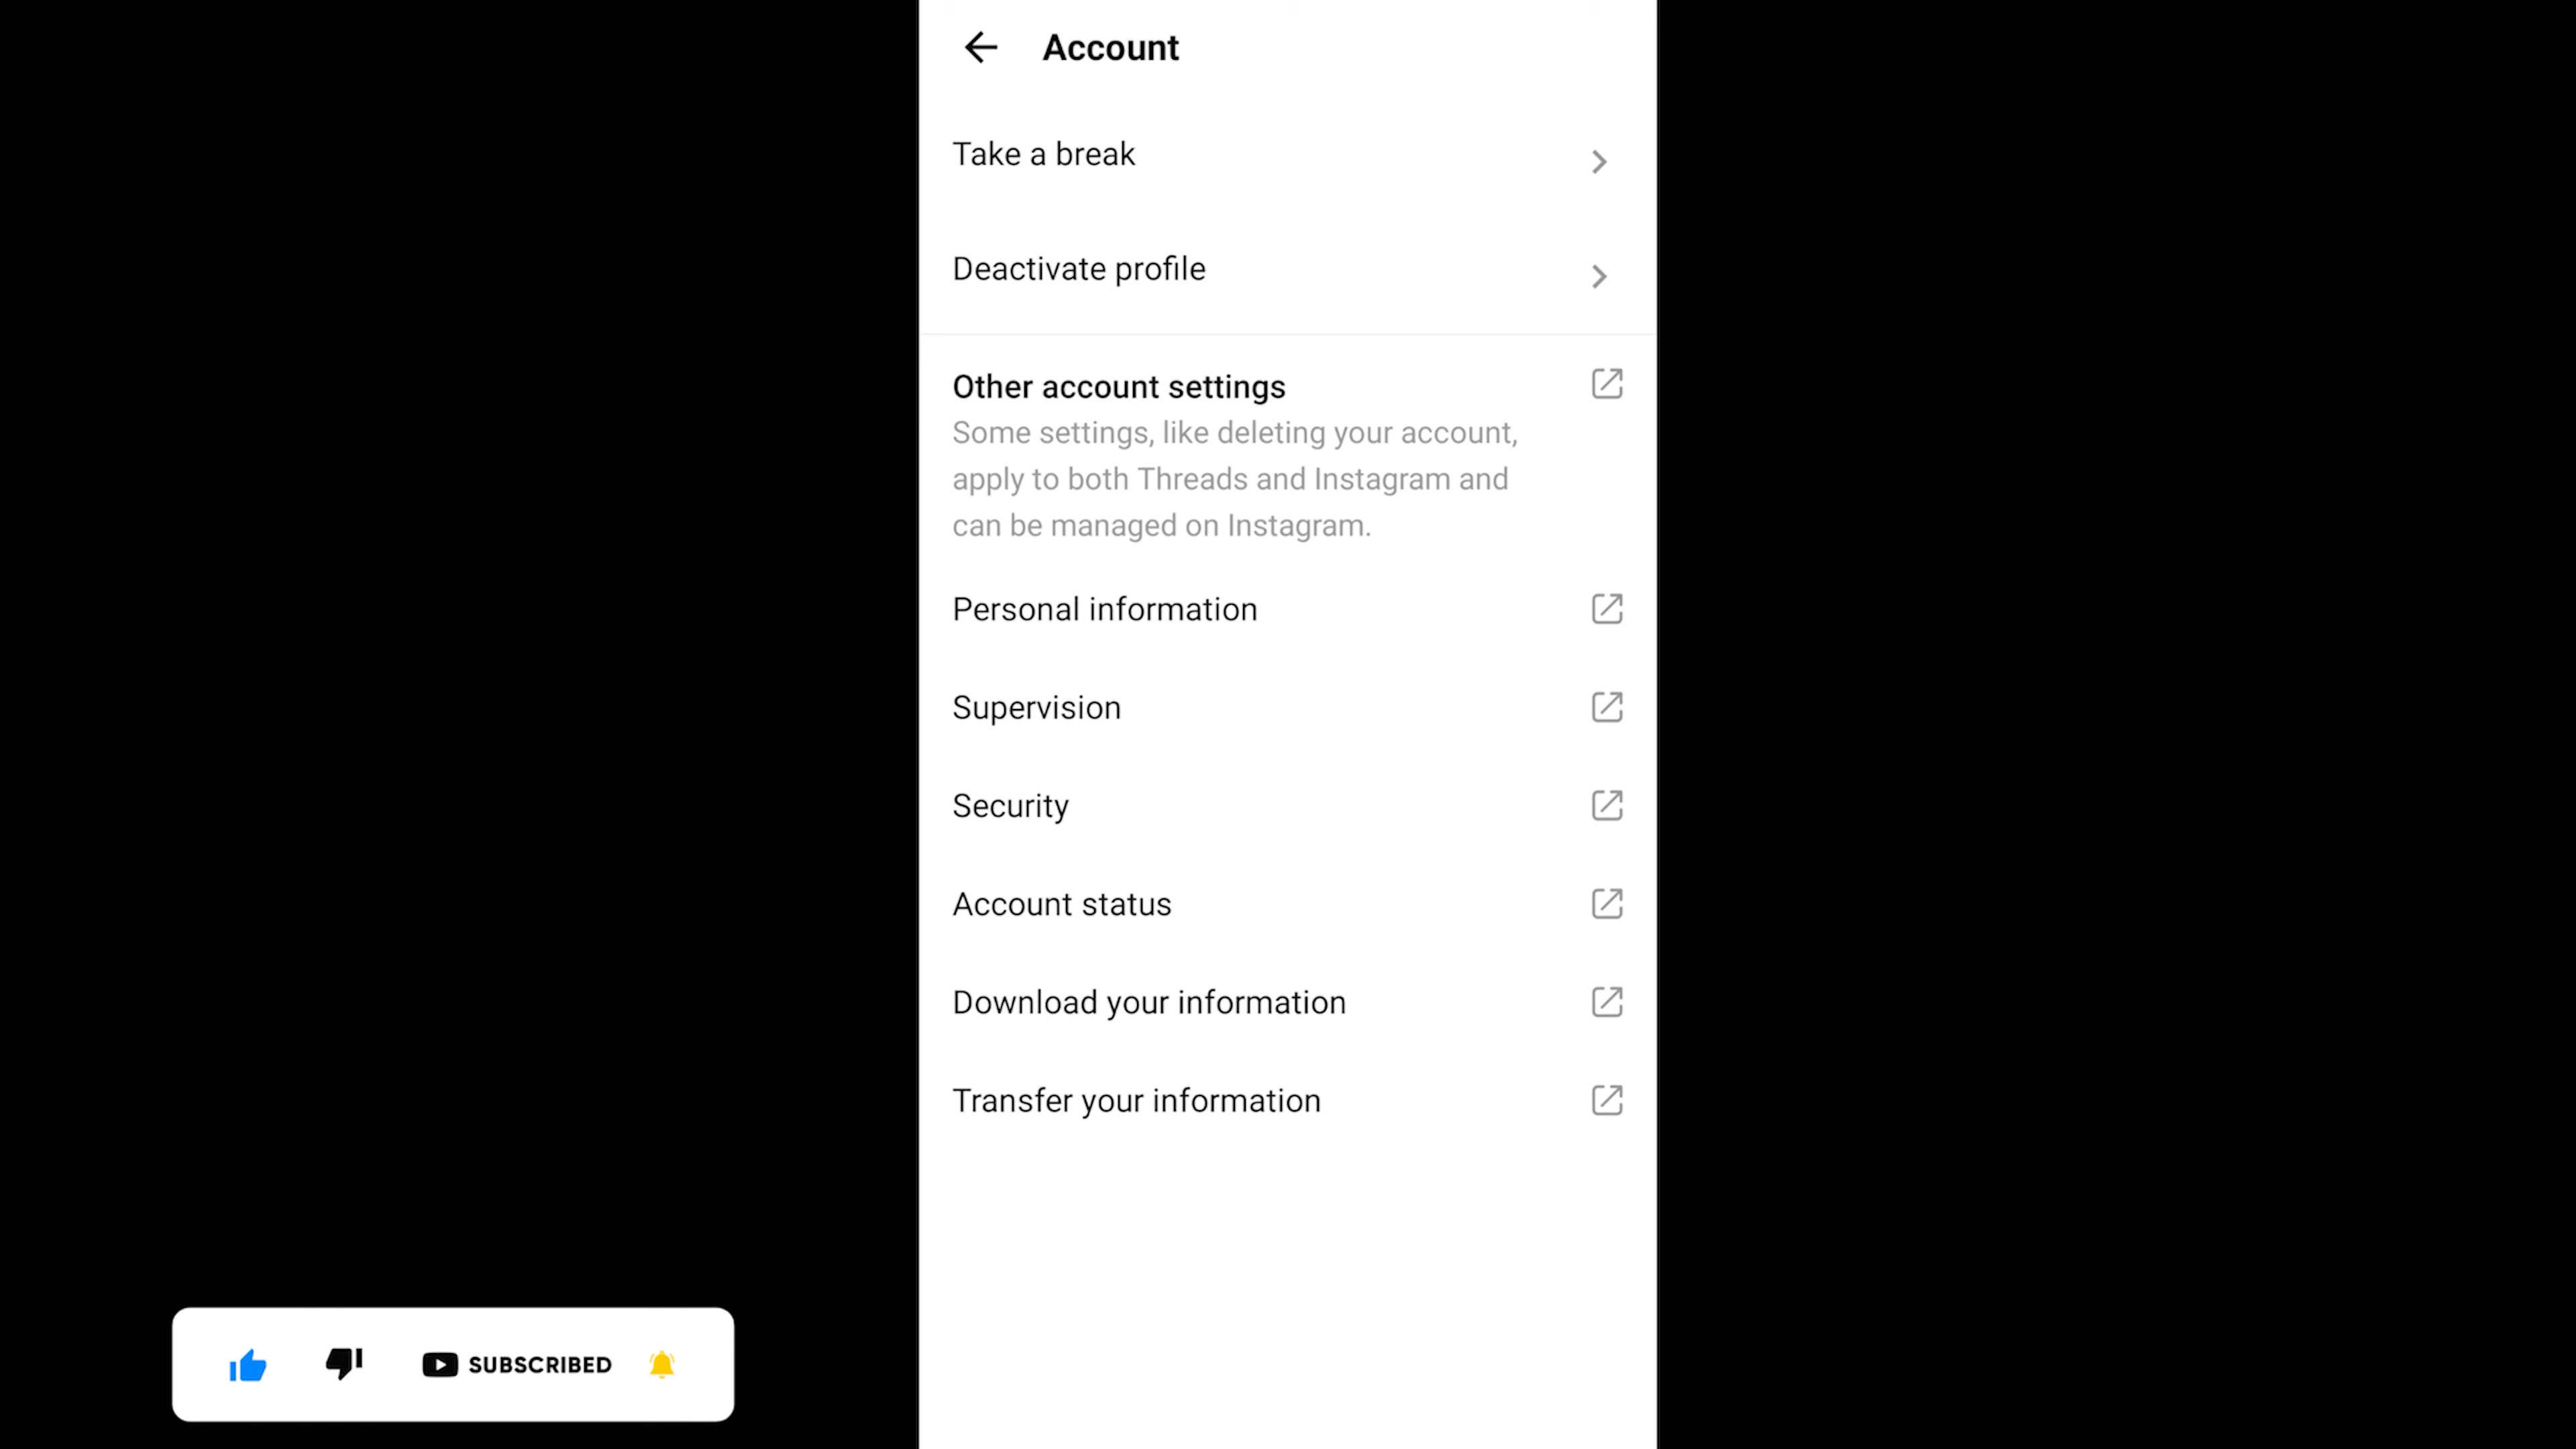 Account
Take a break
Deactivate profile
Other account settings
Some settings, like deleting your account,
apply to both Threads and Instagram and
can be managed on Instagram.
Personal information
Supervision
Security
Account status
Download your information
Transfer your information
SUBSCRIBED